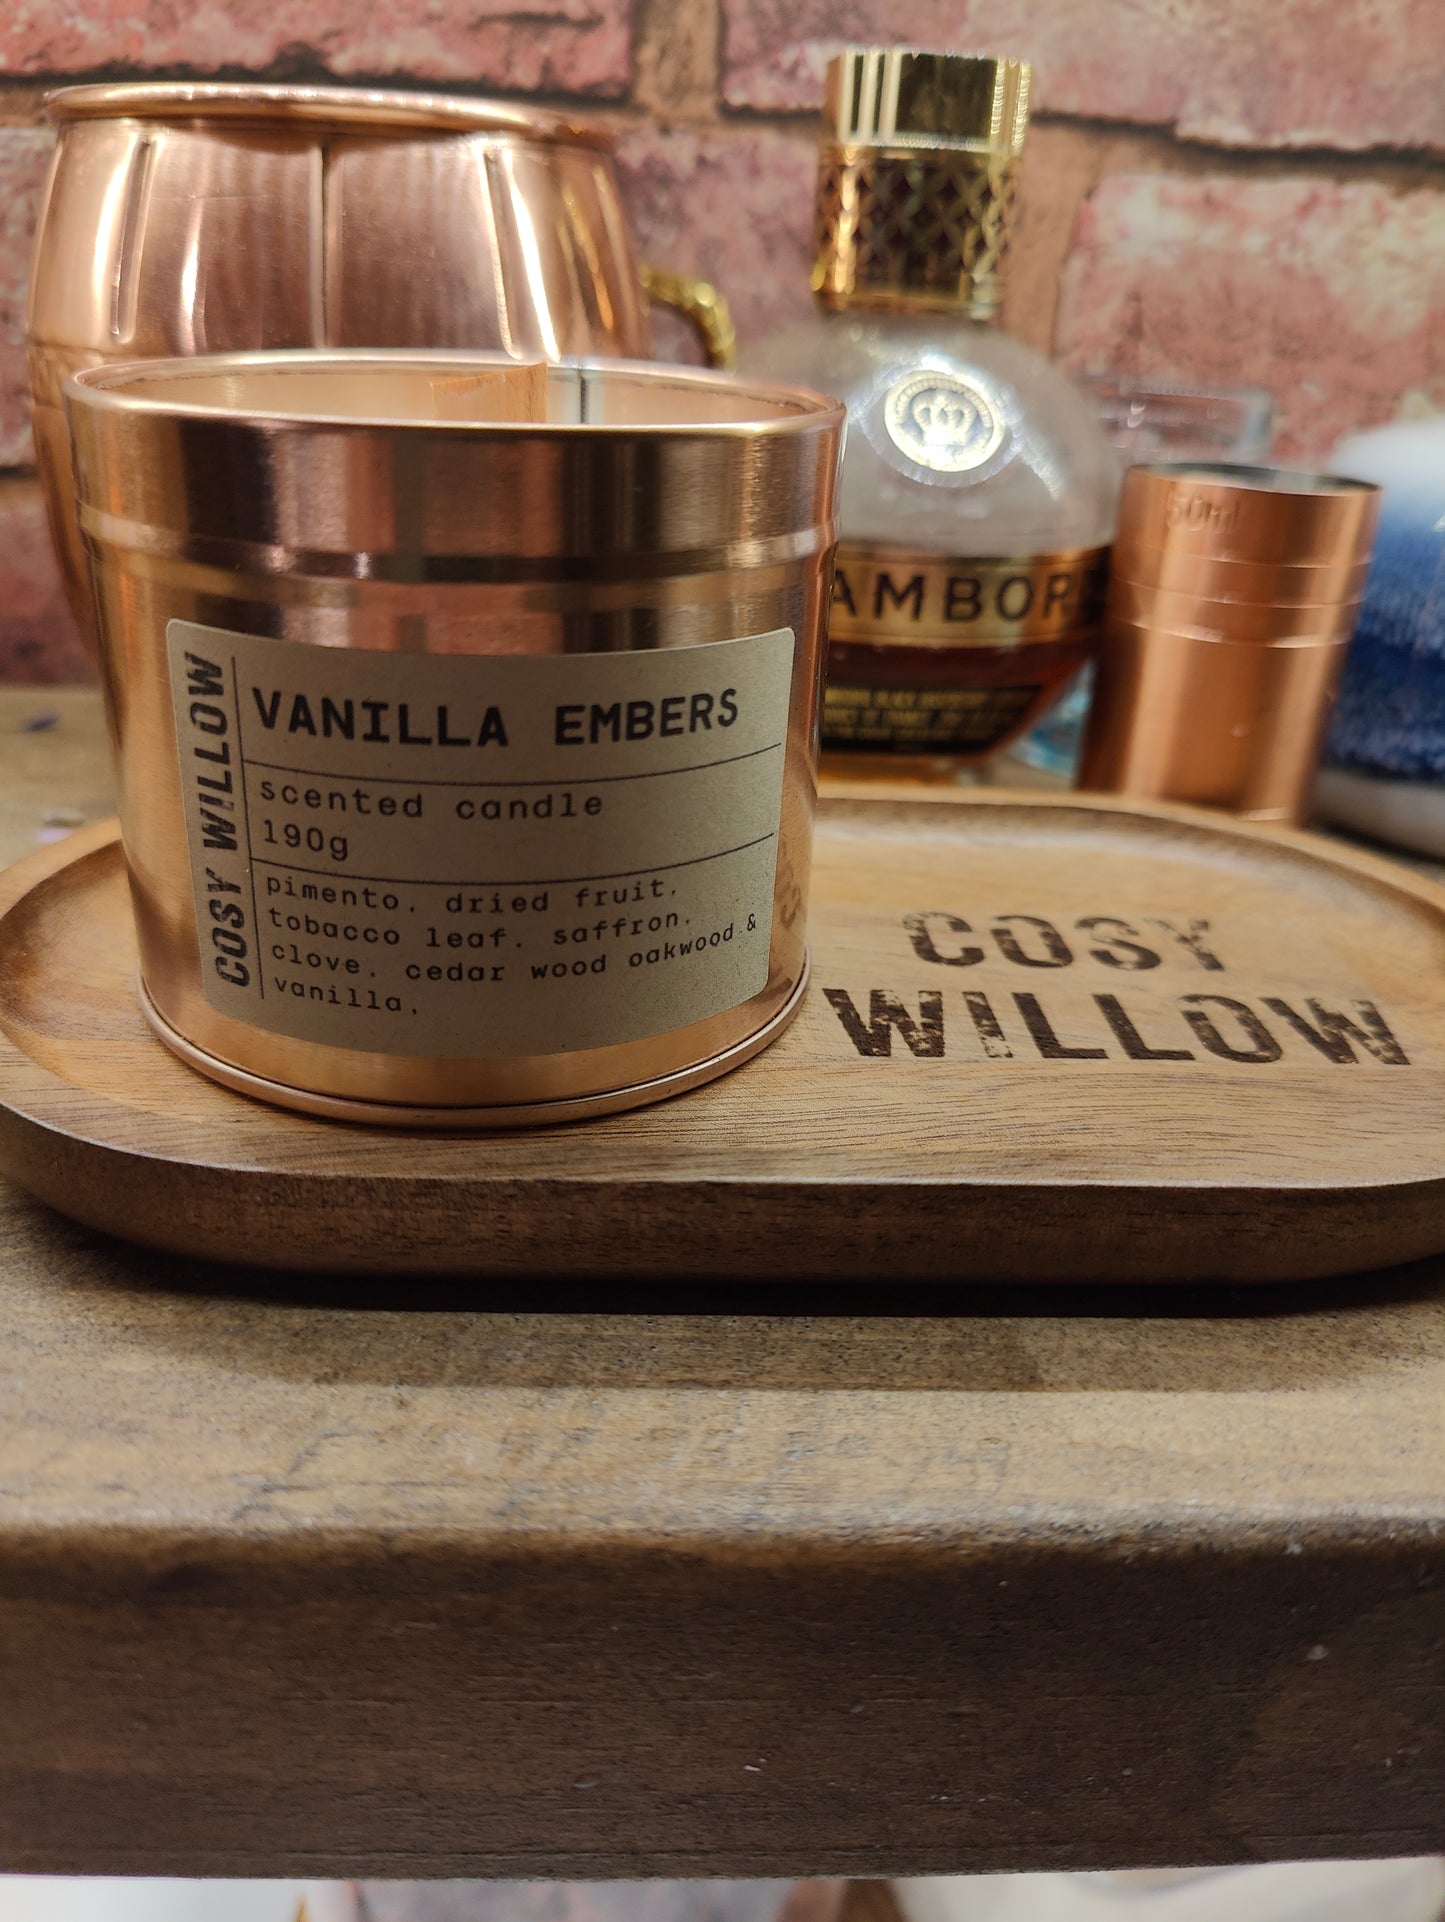 50ml
AMBOR
COSY WILLOW
VANILLA EMBERS
scented candle
190g
pimento, dried fruit,
tobacco leaf, saffron,
clove, cedar wood oakwood &
vanilla,
COSY
WILLOW